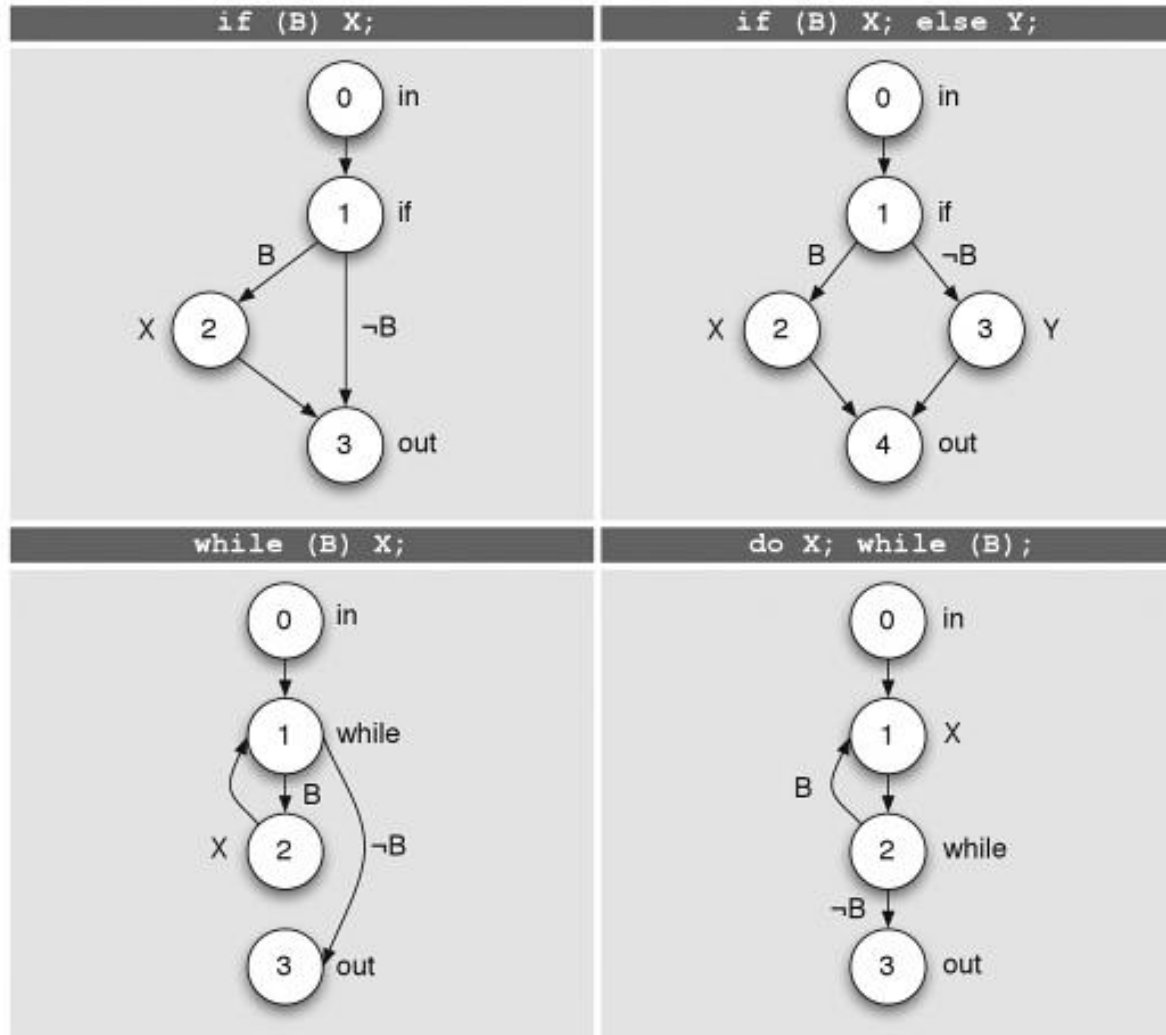 if (B) X;
0 in
1 if
B
X 2
¬B
3 out
if (B) X; else Y;
0 in
1 if
B ¬B
X 2 3 Y
4 out
while (B) X;
0 in
1 while
B
X 2 ¬B
3 out
do X; while (B);
0 in
1 X
B
2 while
¬B
3 out